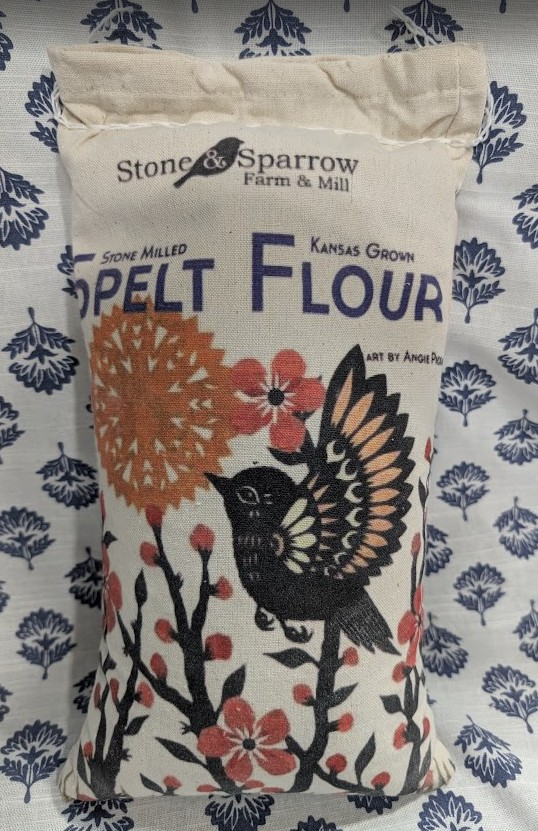 Stone & Sparrow
Farm & Mill
Stone Milled Kansas Grown
Spelt Flour
Art by Angie